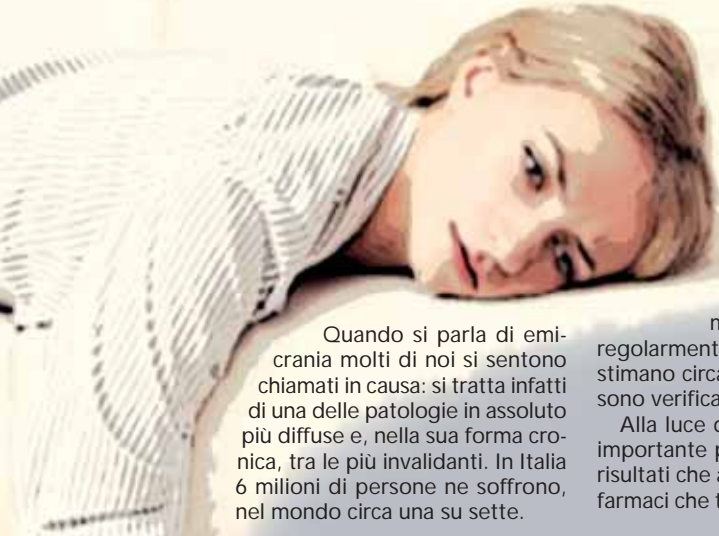 Quando si parla di emi-
crania molti di noi si sentono
chiamati in causa: si tratta infatti
di una delle patologie in assoluto
più diffuse e, nella sua forma cro-
nica, tra le più invalidanti. In Italia
6 milioni di persone ne soffrono,
nel mondo circa una su sette.
regolarment
stimano circa
sono verifica
Alla luce
importante
risultati che
farmaci che